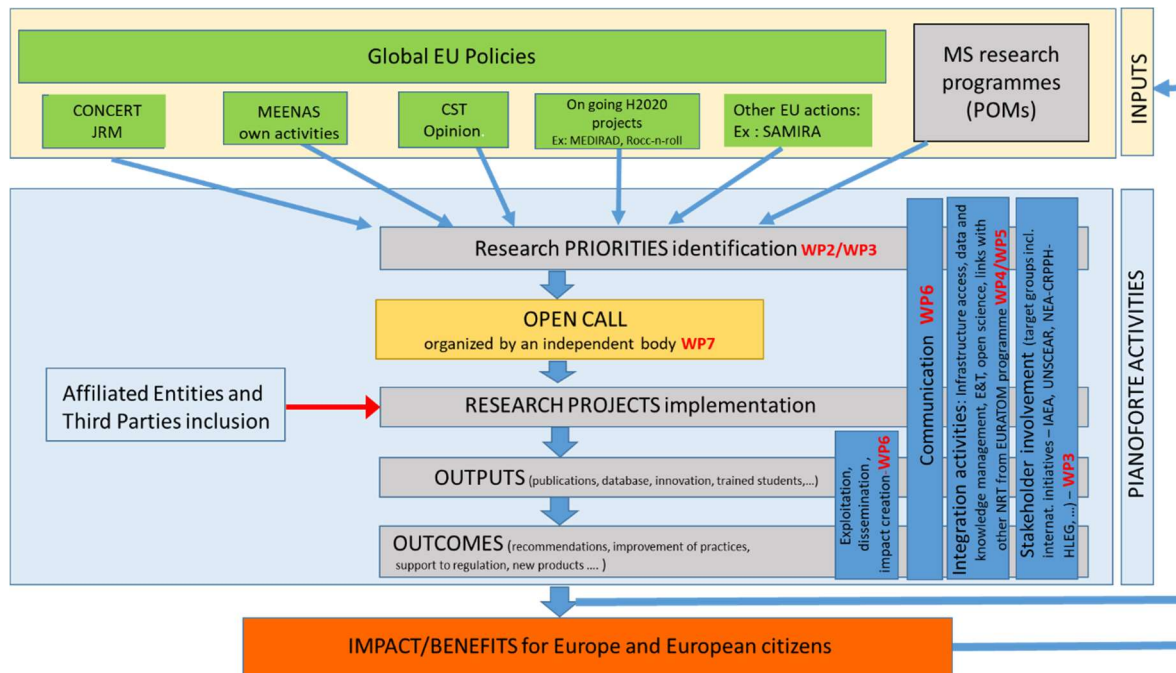 Global EU Policies
MS research
programmes
(POMs)
CONCERT
JRM
MEENAS
own activities
CST
Opinion.
On going H2020
projects
Ex: MEDIRAD, Rocc-n-roll
Other EU actions:
Ex : SAMIRA
INPUTS
Research PRIORITIES identification WP2/WP3
OPEN CALL
organized by an independent body WP7
Affiliated Entities and
Third Parties inclusion
RESEARCH PROJECTS implementation
OUTPUTS (publications, database, innovation, trained students,...)
OUTCOMES (recommendations, improvement of practices,
support to regulation, new products .... )
Exploitation,
dissemination ,
impact creation-WP6
Communication WP6
Integration activities: Infrastructure access, data and
knowledge management, E&T, open science, links with
other NRT from EURATOM programme WP4/WP5
Stakeholder involvement (target groups incl.
internat. initiatives – IAEA, UNSCEAR, NEA-CRPPH-
HLEG, ...) – WP3
PIANOFORTE ACTIVITIES
IMPACT/BENEFITS for Europe and European citizens